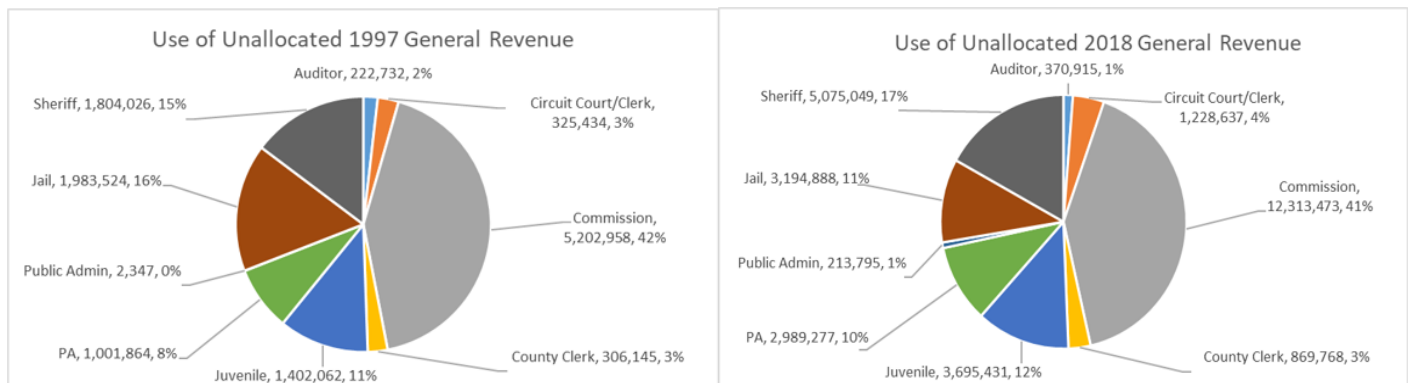 Use of Unallocated 1997 General Revenue
Auditor, 222,732, 2%
Sheriff, 1,804,026, 15%
Circuit Court/Clerk,
325,434, 3%
Jail, 1,983,524, 16%
Commission,
5,202,958, 42%
Public Admin, 2,347, 0%
PA, 1,001,864, 8%
County Clerk, 306,145, 3%
Juvenile, 1,402,062, 11%
Use of Unallocated 2018 General Revenue
Auditor, 370,915, 1%
Sheriff, 5,075,049, 17%
Circuit Court/Clerk,
1,228,637, 4%
Jail, 3,194,888, 11%
Commission,
12,313,473, 41%
Public Admin, 213,795, 1%
PA, 2,989,277, 10%
County Clerk, 869,768, 3%
Juvenile, 3,695,431, 12%